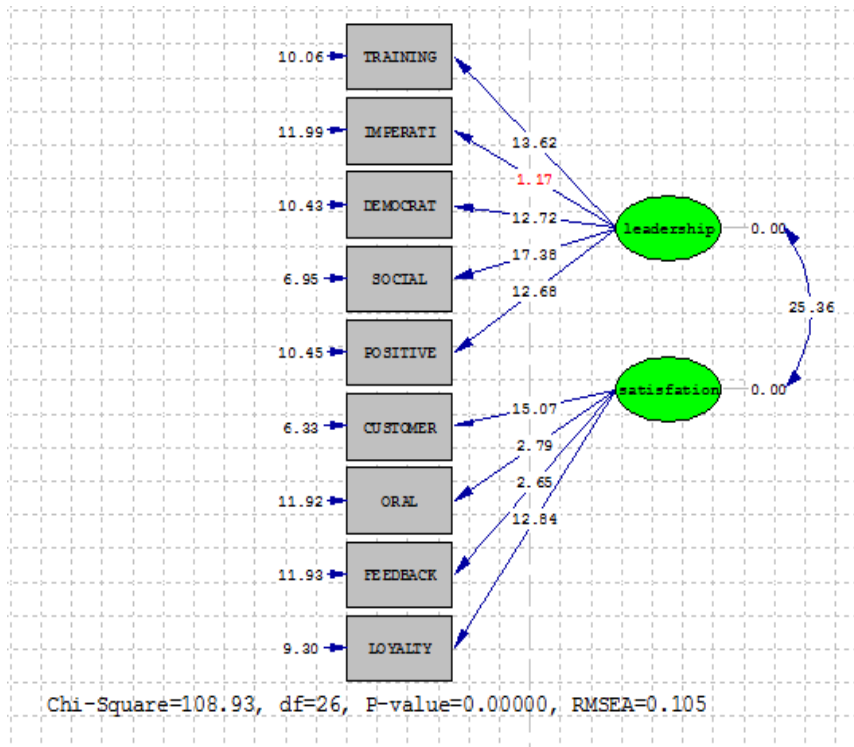 10.06 TRAINING
11.99 IMPERATI
10.43 DEMOCRAT
6.95 SOCIAL
10.45 POSITIVE
6.33 CUSTOMER
11.92 ORAL
11.93 FEEDBACK
9.30 LOYALTY
13.62
1.17
12.72
17.38
12.68
15.07
2.79
2.65
12.84
leadership 0.00
satisfation 0.00
25.36
Chi-Square=108.93, df=26, P-value=0.00000, RMSEA=0.105